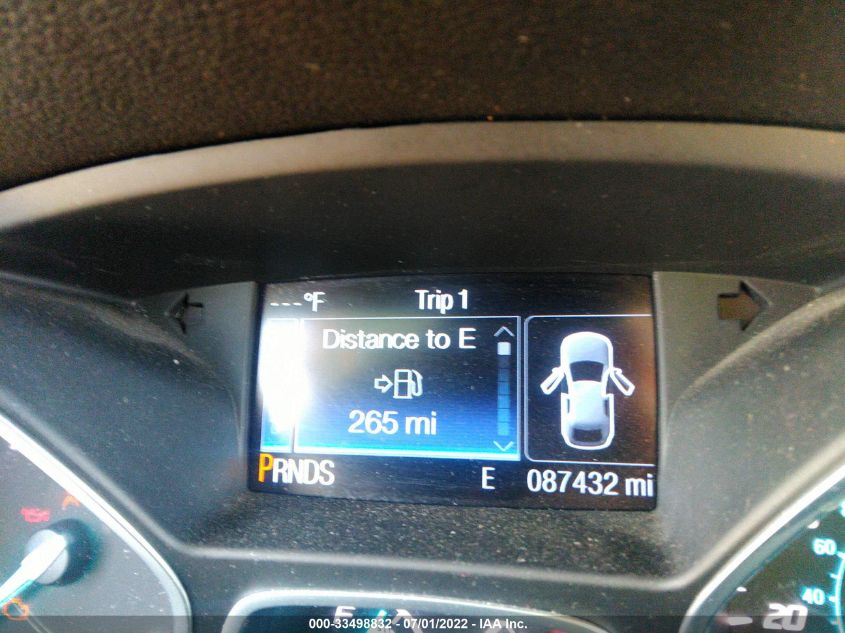 ---°F Trip 1
Distance to E
265 mi
PRNDS E 087432 mi
60
40
20
F
000-33498832 - 07/01/2022 - IAA Inc.